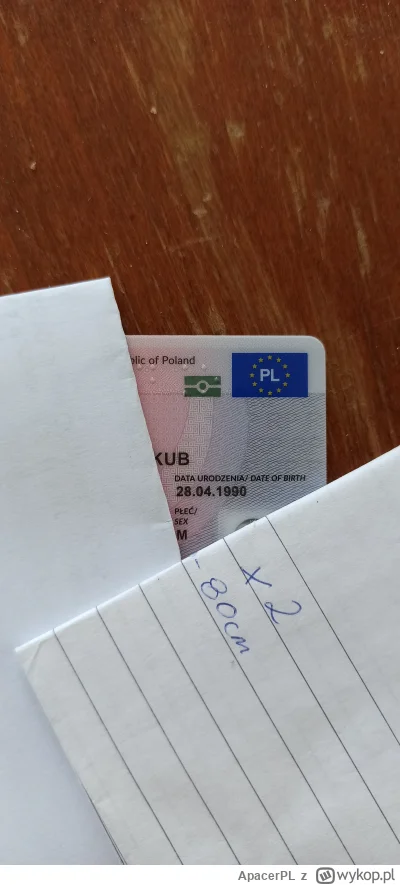 blic of Poland
PL
KUB
DATA URODZENIA/ DATE OF BIRTH
28.04.1990
PŁEĆ/
SEX
M
x 2
- 80cm
ApacerPL z wykop.pl